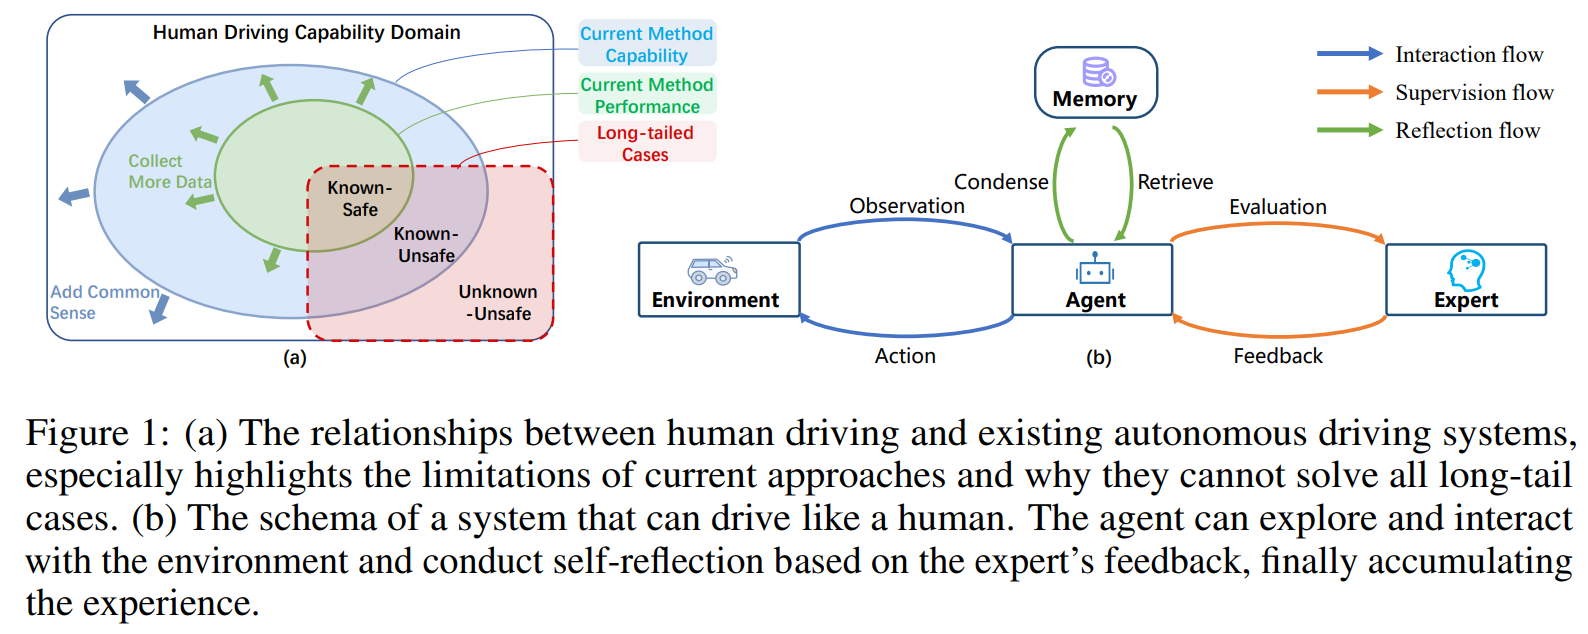 Human Driving Capability Domain
Current Method
Capability
Current Method
Performance
Long-tailed
Cases
Collect
More Data
Known-
Safe
Known-
Unsafe
Unknown
-Unsafe
Add Common
Sense
(a)
Interaction flow
Supervision flow
Reflection flow
Memory
Condense
Retrieve
Observation
Evaluation
Environment
Agent
Expert
Action
(b)
Feedback
Figure 1: (a) The relationships between human driving and existing autonomous driving systems,
especially highlights the limitations of current approaches and why they cannot solve all long-tail
cases. (b) The schema of a system that can drive like a human. The agent can explore and interact
with the environment and conduct self-reflection based on the expert's feedback, finally accumulating
the experience.